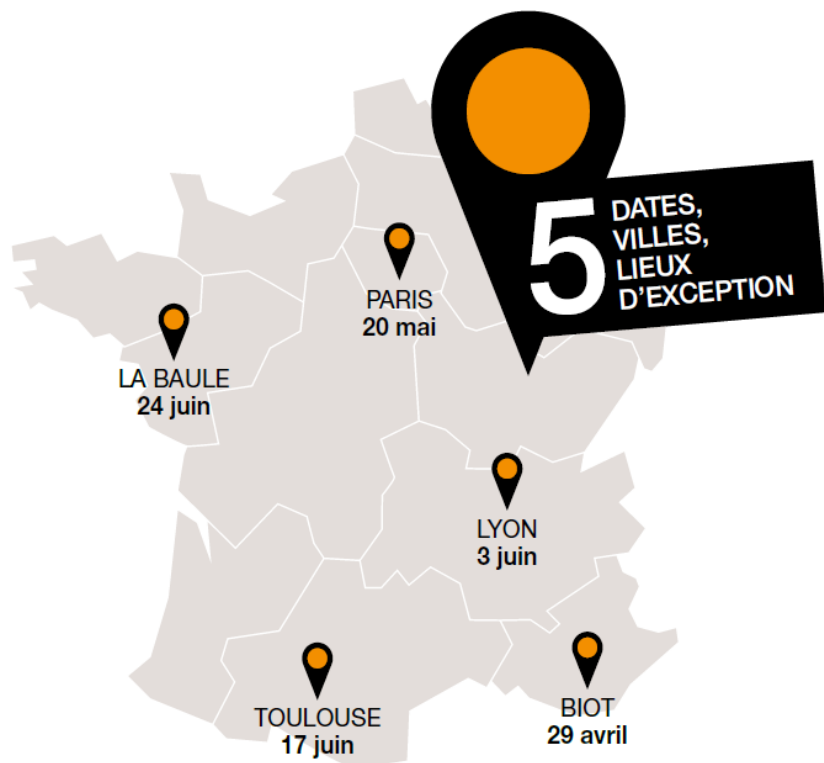 5
DATES,
VILLES,
LIEUX
D'EXCEPTION
PARIS
20 mai
LA BAULE
24 juin
LYON
3 juin
TOULOUSE
17 juin
BIOT
29 avril